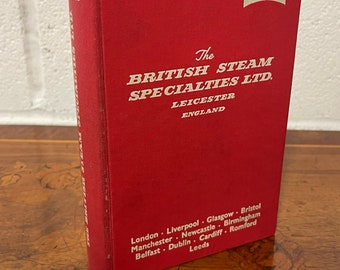 The
BRITISH STEAM
SPECIALTIES LTD.
LEICESTER
ENGLAND
London · Liverpool · Glasgow · Bristol
Manchester · Newcastle · Birmingham
Belfast · Dublin · Cardiff · Romford
Leeds